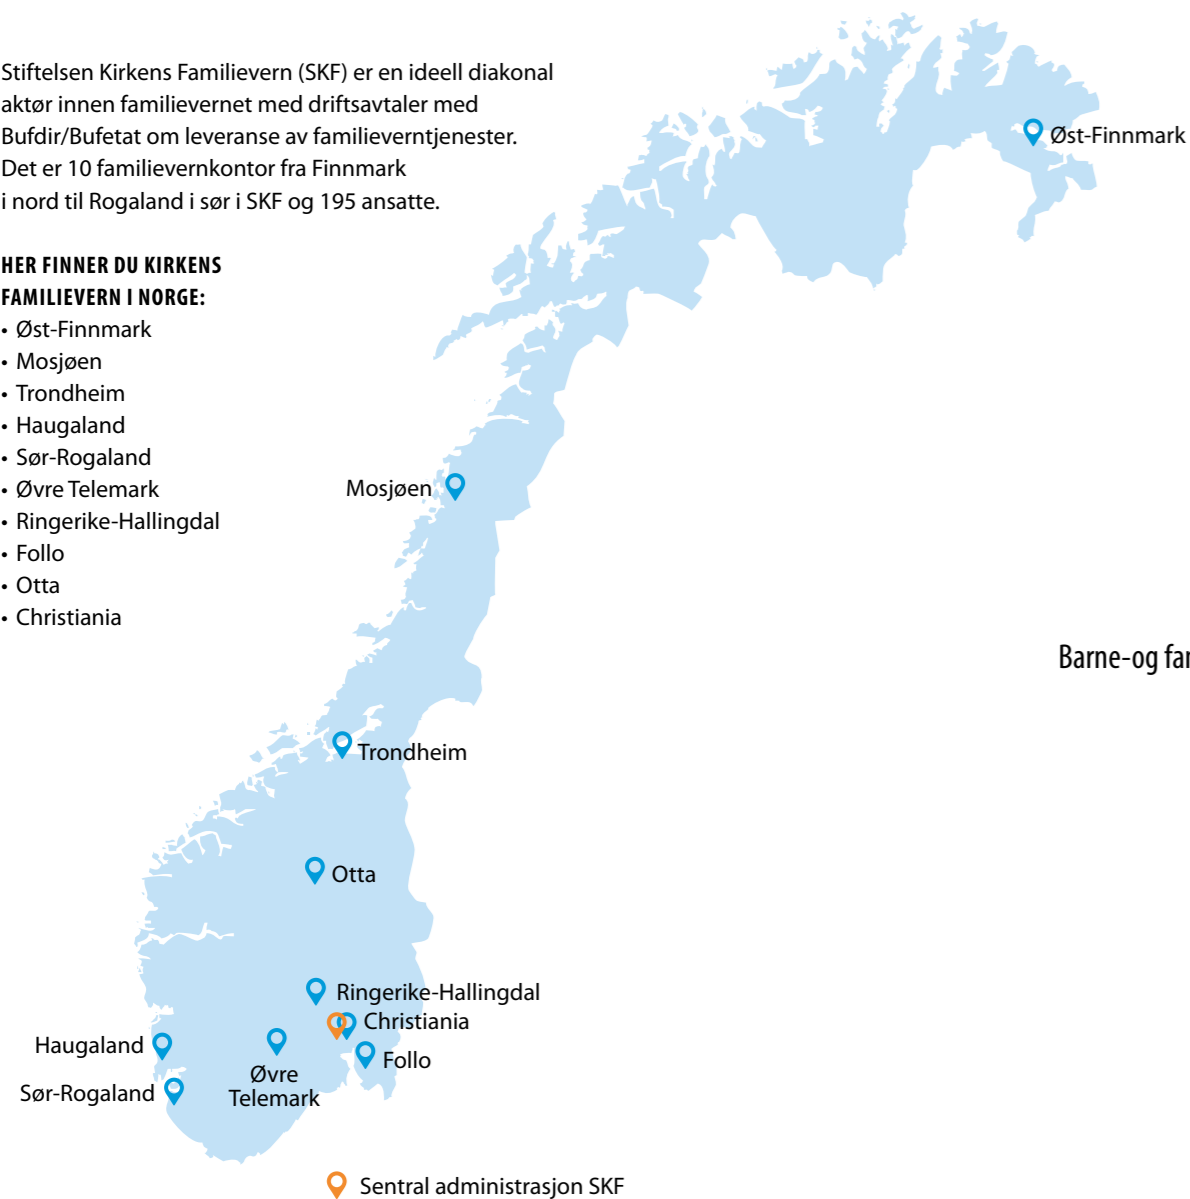 Stiftelsen Kirkens Familievern (SKF) er en ideell diakonal
aktør innen familievernet med driftsavtaler med
Bufdir/Bufetat om leveranse av familieverntjenester.
Det er 10 familievernkontor fra Finnmark
i nord til Rogaland i sør i SKF og 195 ansatte.
HER FINNER DU KIRKENS
FAMILIEVERN I NORGE:
• Øst-Finnmark
• Mosjøen
• Trondheim
• Haugaland
• Sør-Rogaland
• Øvre Telemark
• Ringerike-Hallingdal
• Follo
• Otta
• Christiania
Øst-Finnmark
Mosjøen
Barne-og
Trondheim
Otta
Ringerike-Hallingdal
Christiania
Haugaland
Follo
Øvre
Telemark
Sør-Rogaland
Sentral administrasjon SKF